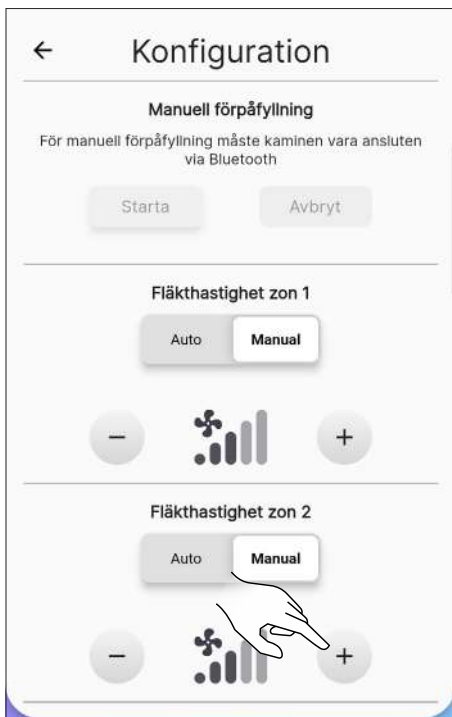 Konfiguration
Manuell förpåfyllning
För manuell förpåfyllning måste kaminen vara ansluten
via Bluetooth
Starta Avbryt
Fläkthastighet zon 1
Auto Manual
− +
Fläkthastighet zon 2
Auto Manual
− +